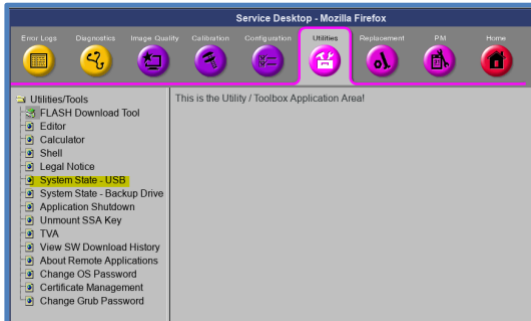 Service Desktop - Mozilla Firefox
Error Logs Diagnostics Image Quality Calibration Configuration Utilities Replacement PM Home
Utilities/Tools
This is the Utility / Toolbox Application Area!
FLASH Download Tool
Editor
Calculator
Shell
Legal Notice
System State - USB
System State - Backup Drive
Application Shutdown
Unmount SSA Key
TVA
View SW Download History
About Remote Applications
Change OS Password
Certificate Management
Change Grub Password